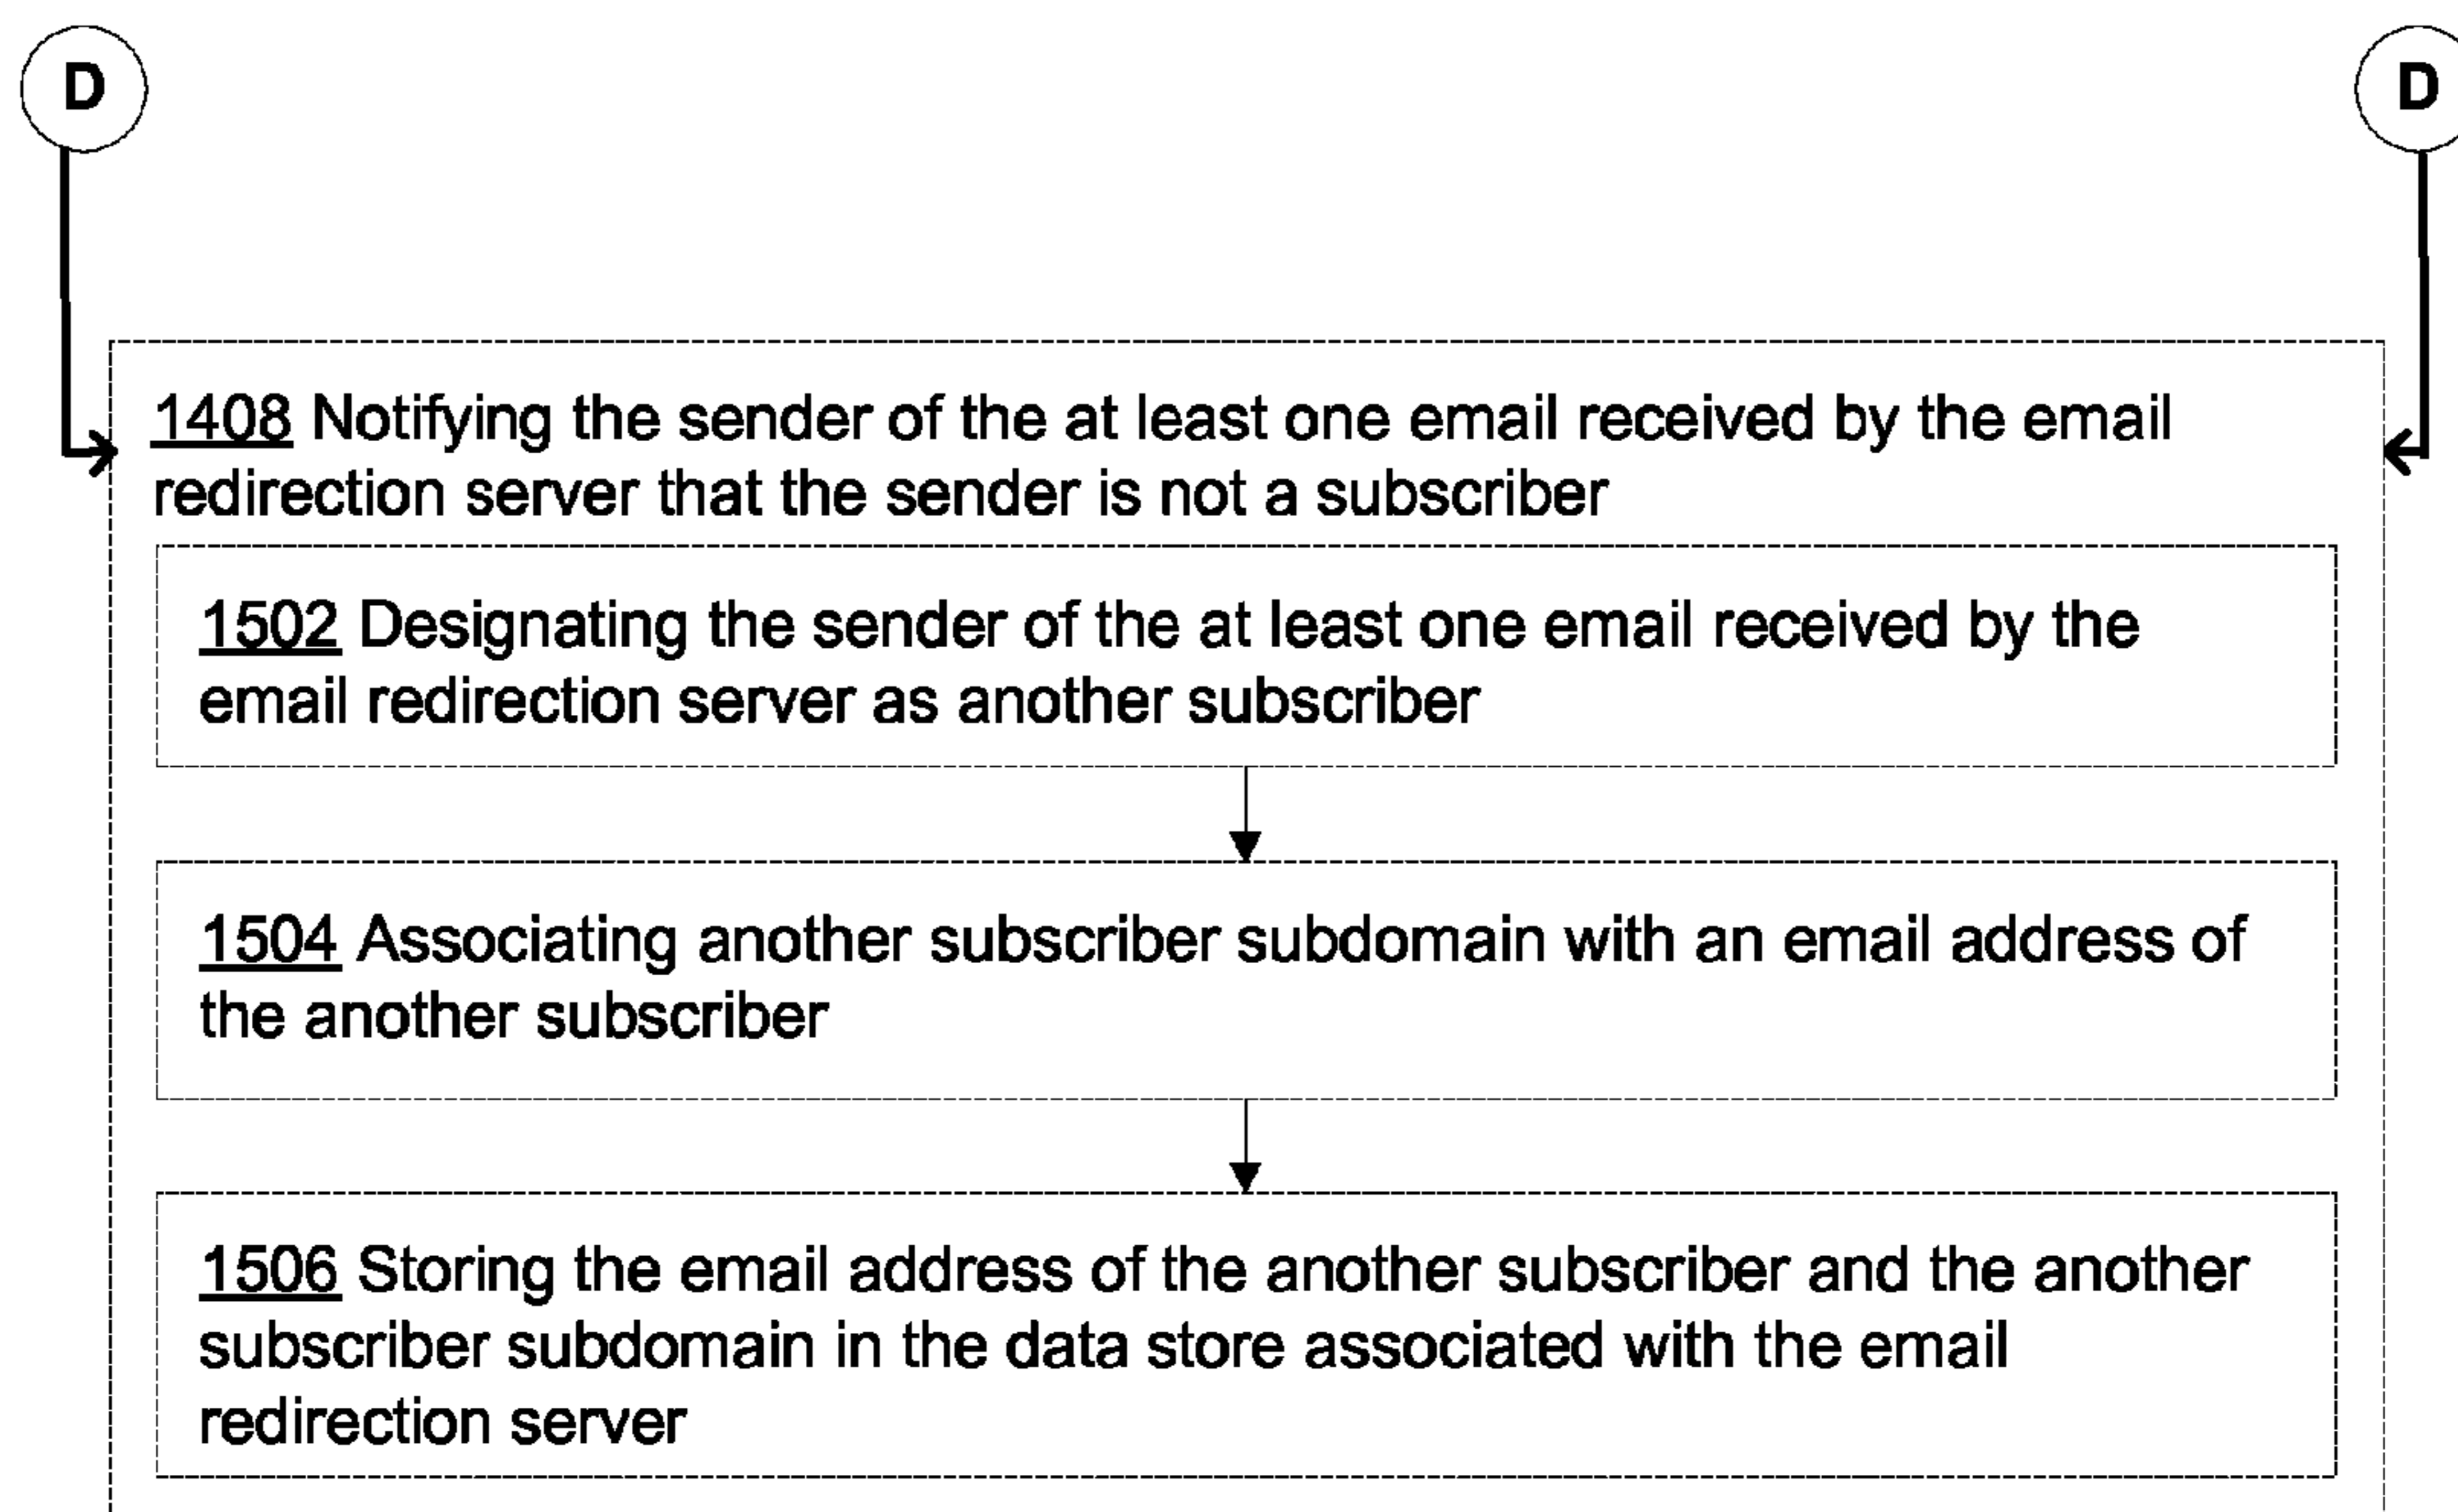 D
D
1408 Notifying the sender of the at least one email received by the email
redirection server that the sender is not a subscriber
1502 Designating the sender of the at least one email received by the
email redirection server as another subscriber
1504 Associating another subscriber subdomain with an email address of
the another subscriber
1506 Storing the email address of the another subscriber and the another
subscriber subdomain in the data store associated with the email
redirection server